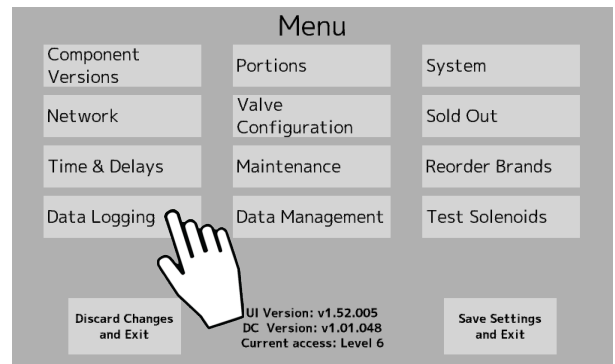 Menu
Component
Versions
Portions
System
Network
Valve
Configuration
Sold Out
Time & Delays
Maintenance
Reorder Brands
Data Logging
Data Management
Test Solenoids
Discard Changes
and Exit
UI Version: v1.52.005
DC Version: v1.01.048
Current access: Level 6
Save Settings
and Exit